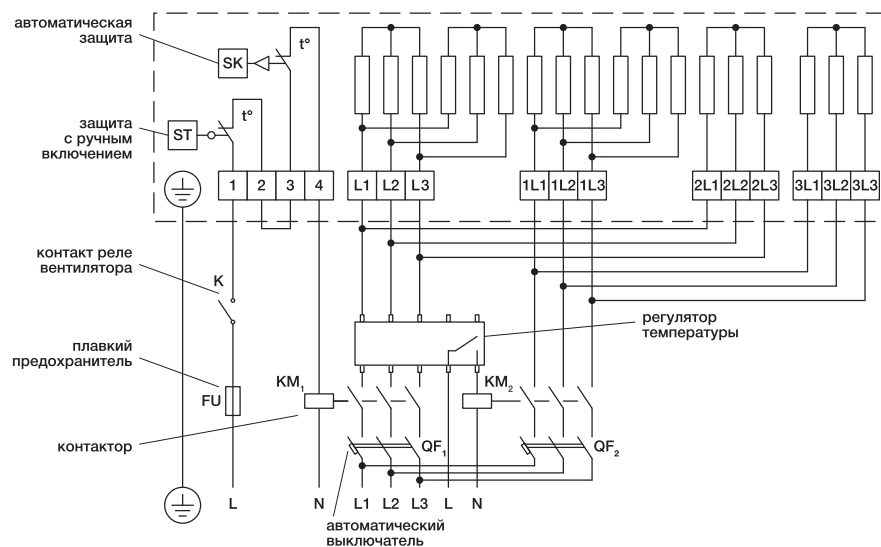 автоматическая
защита
SK
t°
защита
с ручным
включением
ST
t°
1 2 3 4 L1 L2 L3 1L1 1L2 1L3 2L1 2L2 2L3 3L1 3L2 3L3
контакт реле
вентилятора
K
регулятор
температуры
плавкий
предохранитель
FU
KM1
KM2
контактор
QF1
QF2
L N L1 L2 L3 L N
автоматический
выключатель